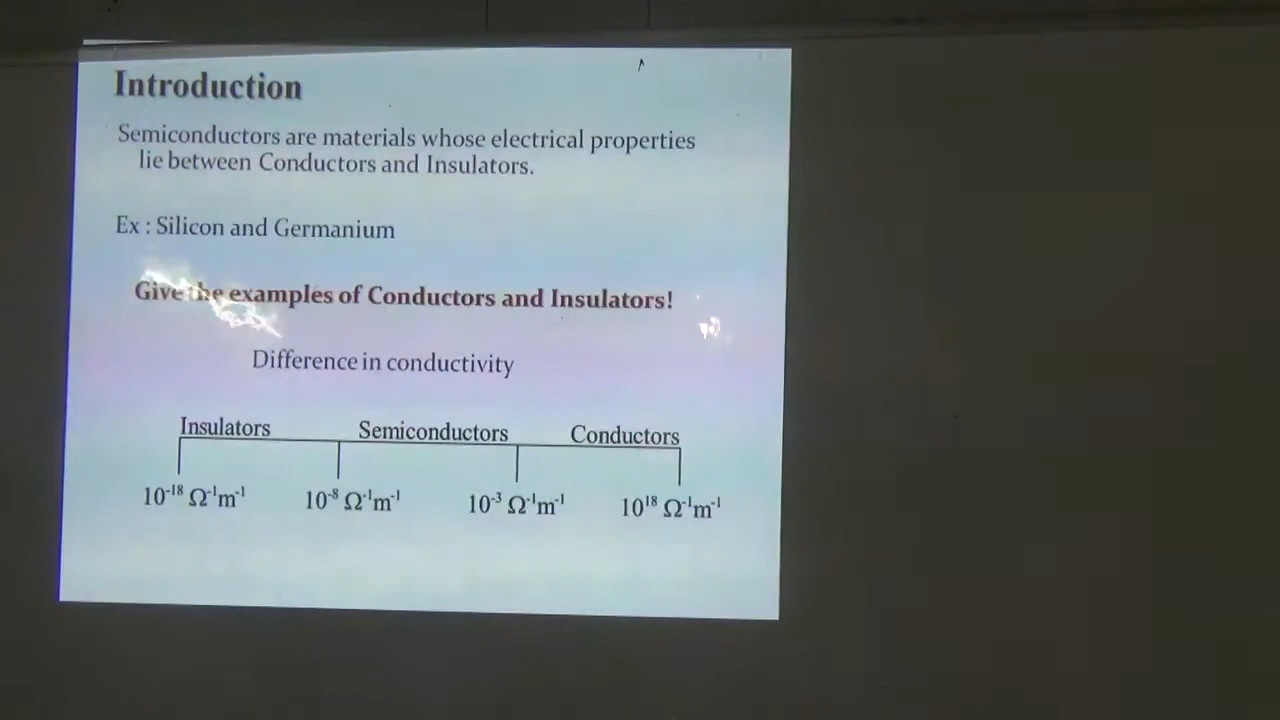 Introduction
Semiconductors are materials whose electrical properties
lie between Conductors and Insulators.
Ex : Silicon and Germanium
Give the examples of Conductors and Insulators!
Difference in conductivity
Insulators Semiconductors Conductors
10⁻¹⁸ Ω⁻¹m⁻¹ 10⁻⁸ Ω⁻¹m⁻¹ 10⁻³ Ω⁻¹m⁻¹ 10¹⁸ Ω⁻¹m⁻¹